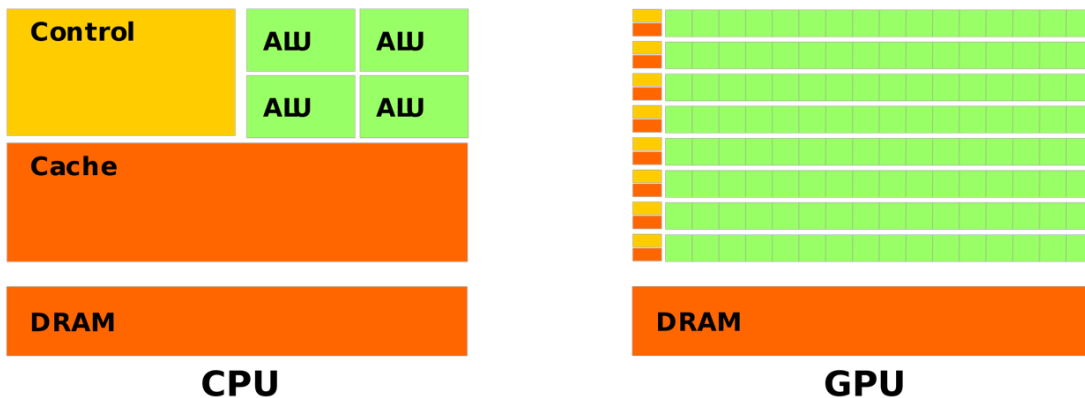 Control
ALU
ALU
ALU
ALU
Cache
DRAM
CPU
DRAM
GPU